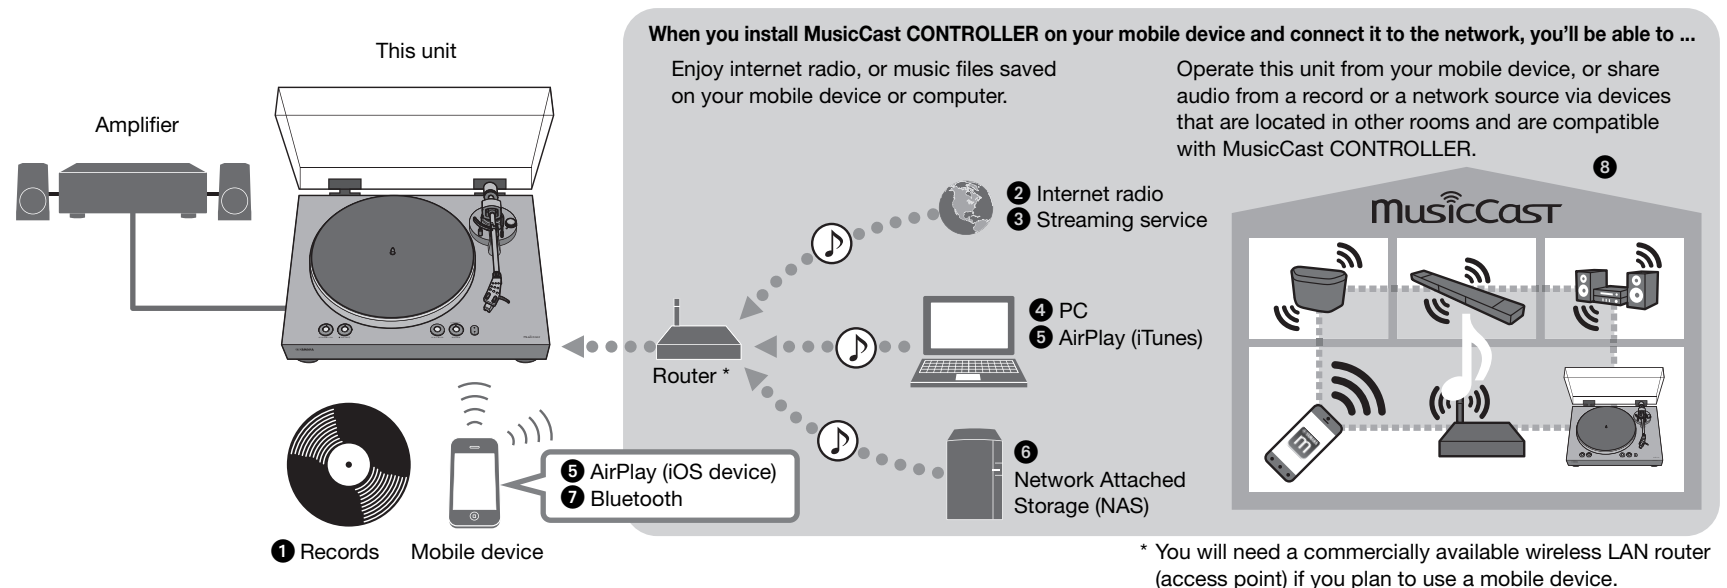 When you install MusicCast CONTROLLER on your mobile device and connect it to the network, you'll be able to ...
This unit
Amplifier
Enjoy internet radio, or music files saved
on your mobile device or computer.
Operate this unit from your mobile device, or share
audio from a record or a network source via devices
that are located in other rooms and are compatible
with MusicCast CONTROLLER.
8
MusicCast
2 Internet radio
3 Streaming service
4 PC
5 AirPlay (iTunes)
Router *
6
Network Attached
Storage (NAS)
5 AirPlay (iOS device)
7 Bluetooth
1 Records
Mobile device
* You will need a commercially available wireless LAN router
(access point) if you plan to use a mobile device.